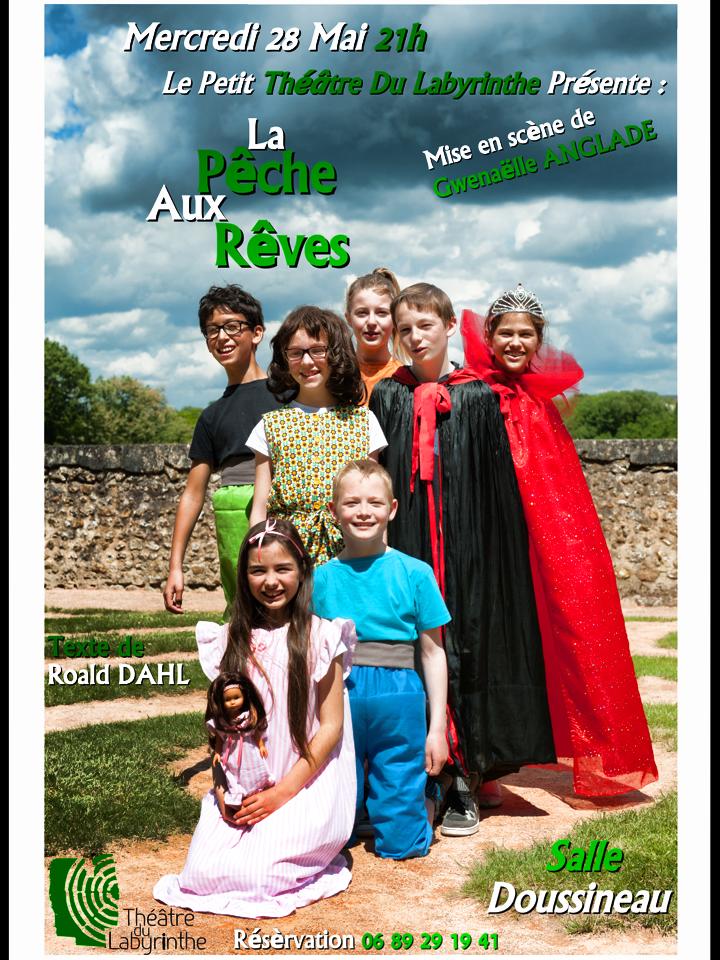 Mercredi 28 Mai 21h
Le Petit Théâtre Du Labyrinthe Présente :
La
Pêche
Aux
Rêves
Mise en scène de
Gwenaëlle ANGLADE
Texte de
Roald DAHL
Salle
Doussineau
Théâtre
du
Labyrinthe
Résèrvation 06 89 29 19 41